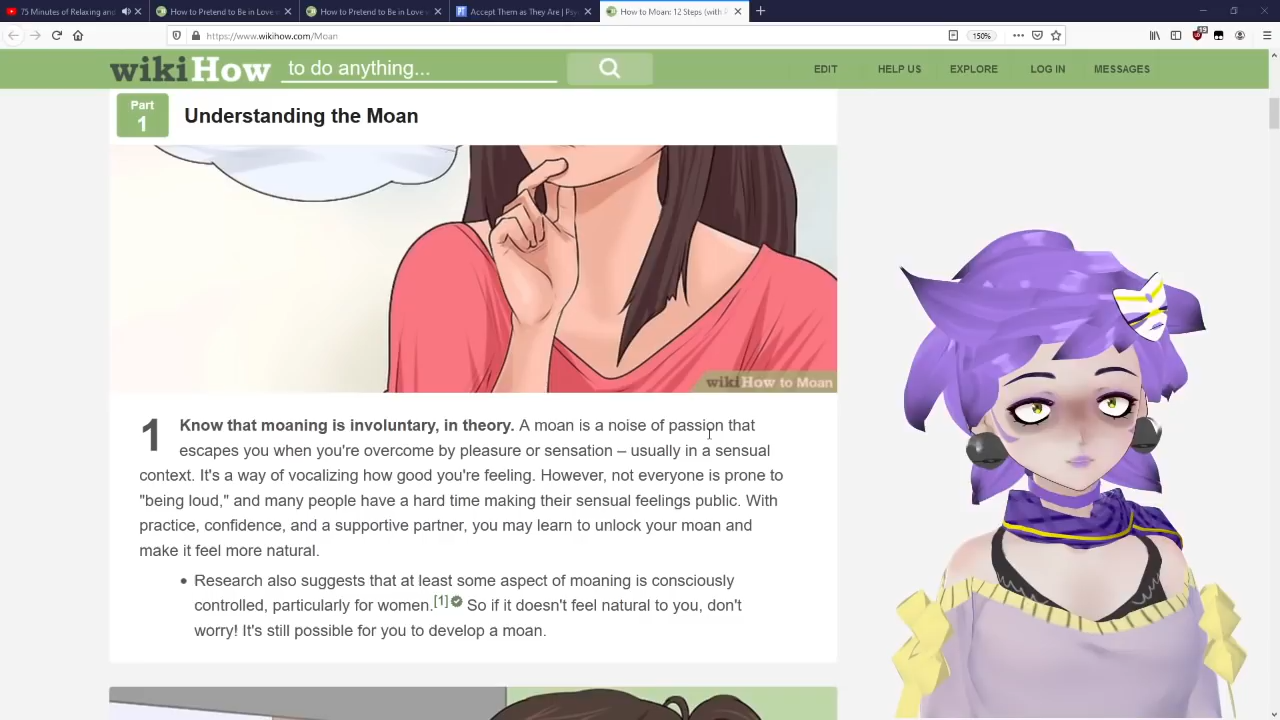 75 Minutes of Relaxing and
How to Pretend to Be in Love
How to Pretend to Be in Love
Accept Them as They Are | Psy
How to Moan: 12 Steps (with
https://www.wikihow.com/Moan
150%
wikiHow to do anything...
EDIT
HELP US
EXPLORE
LOG IN
MESSAGES
Part
1
Understanding the Moan
wikiHow to Moan
1
Know that moaning is involuntary, in theory. A moan is a noise of passion that
escapes you when you're overcome by pleasure or sensation – usually in a sensual
context. It's a way of vocalizing how good you're feeling. However, not everyone is prone to
"being loud," and many people have a hard time making their sensual feelings public. With
practice, confidence, and a supportive partner, you may learn to unlock your moan and
make it feel more natural.
• Research also suggests that at least some aspect of moaning is consciously
controlled, particularly for women.[1] So if it doesn't feel natural to you, don't
worry! It's still possible for you to develop a moan.